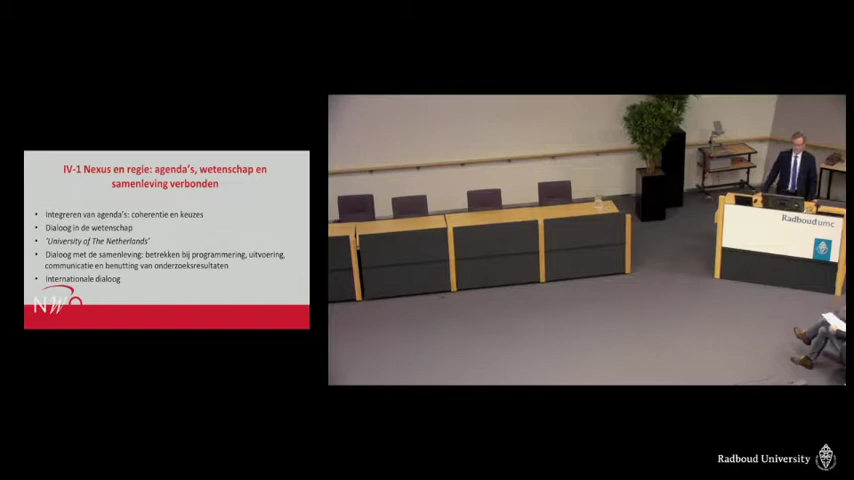 IV-1 Nexus en regie: agenda's, wetenschap en
samenleving verbonden
• Integreren van agenda's: coherentie en keuzes
• Dialoog in de wetenschap
• 'University of The Netherlands'
• Dialoog met de samenleving: betrekken bij programmering, uitvoering,
communicatie en benutting van onderzoeksresultaten
• Internationale dialoog
NWO
Radboudumc
Radboud University